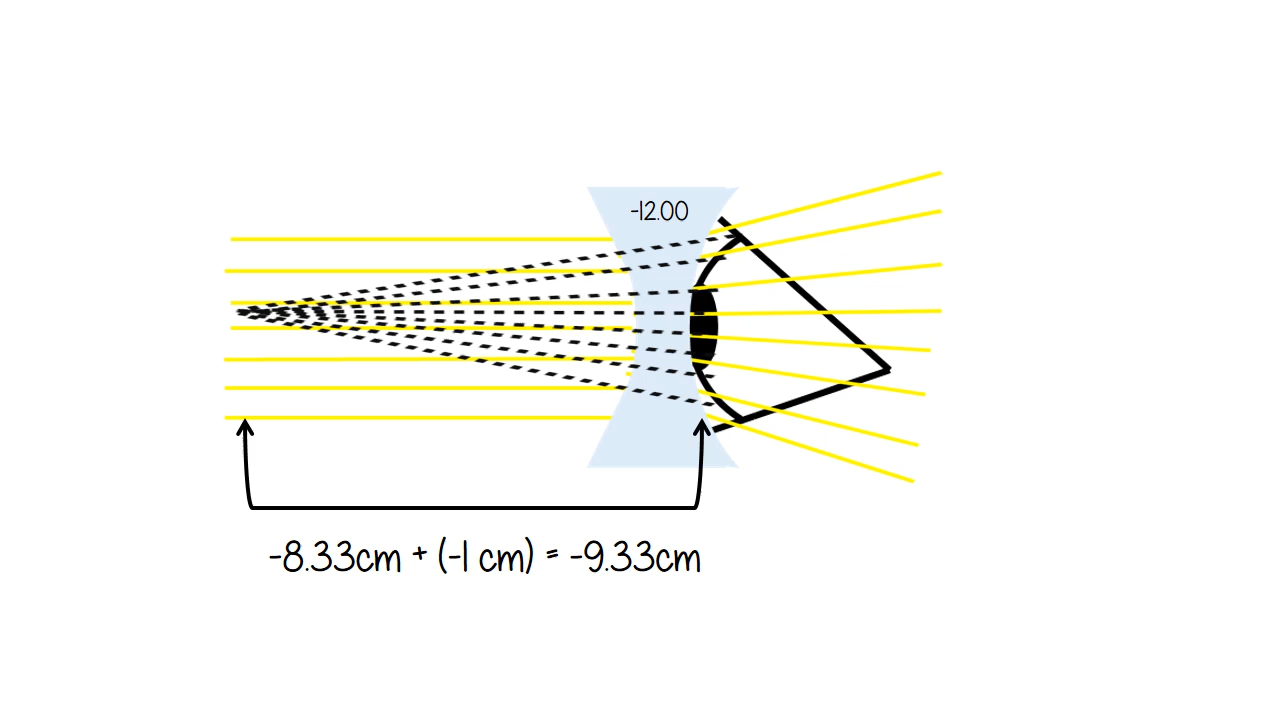 -12.00
-8.33cm + (-1 cm) = -9.33cm